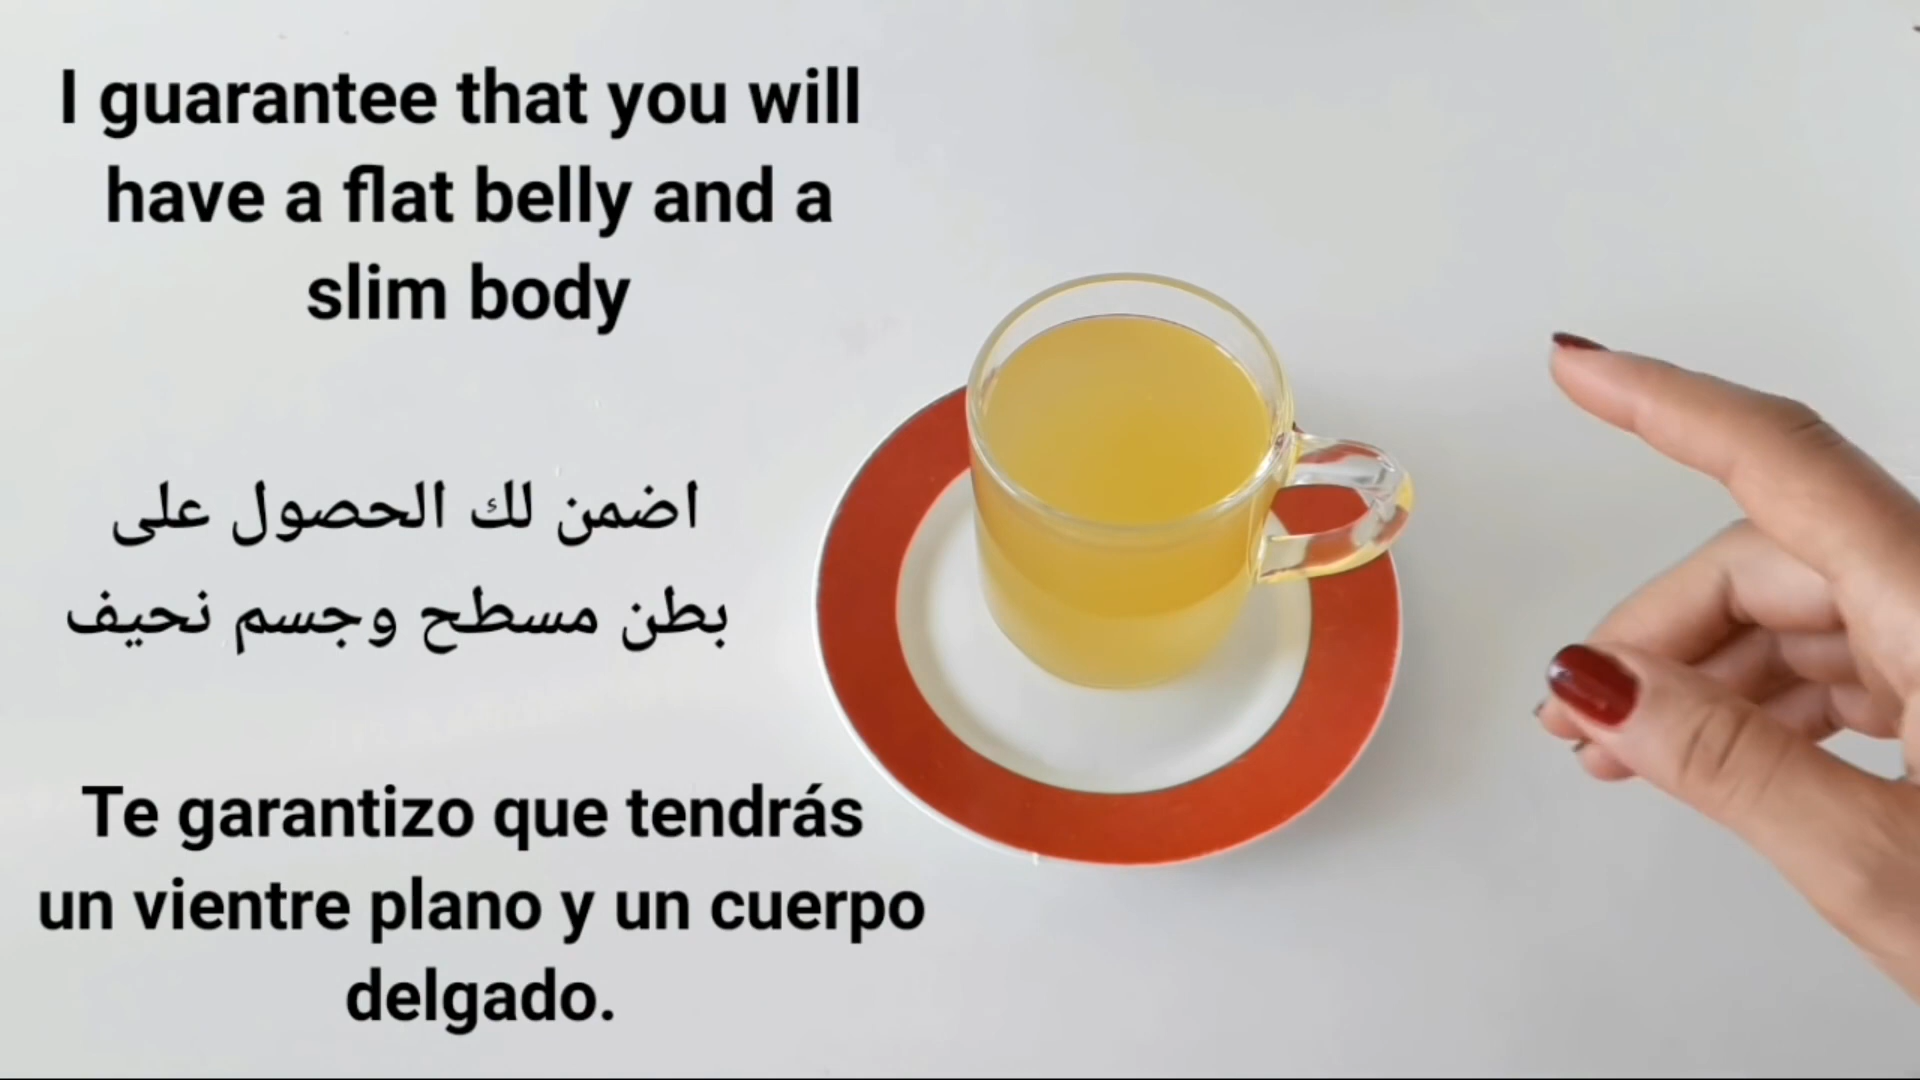 I guarantee that you will
have a flat belly and a
slim body
اضمن لك الحصول على
بطن مسطح وجسم نحيف
Te garantizo que tendrás
un vientre plano y un cuerpo
delgado.